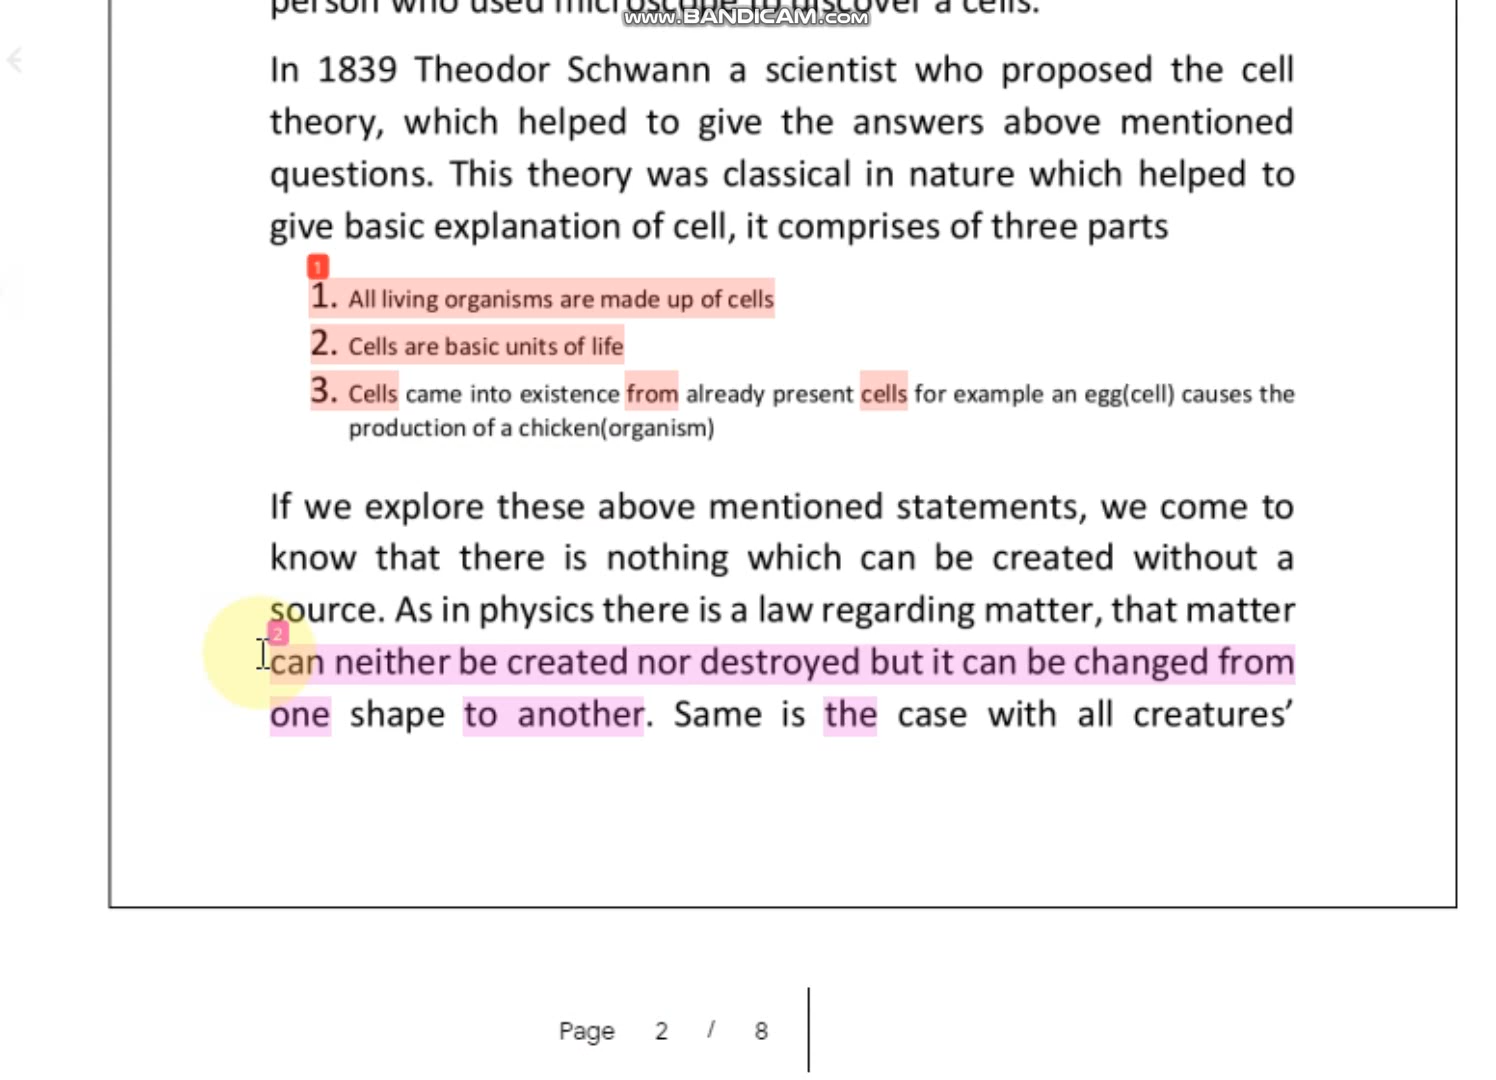 person who used microscope to discover a cells.
www.BANDICAM.com
In 1839 Theodor Schwann a scientist who proposed the cell
theory, which helped to give the answers above mentioned
questions. This theory was classical in nature which helped to
give basic explanation of cell, it comprises of three parts
1
1. All living organisms are made up of cells
2. Cells are basic units of life
3. Cells came into existence from already present cells for example an egg(cell) causes the
production of a chicken(organism)
If we explore these above mentioned statements, we come to
know that there is nothing which can be created without a
source. As in physics there is a law regarding matter, that matter
2
can neither be created nor destroyed but it can be changed from
one shape to another. Same is the case with all creatures’
Page 2 / 8